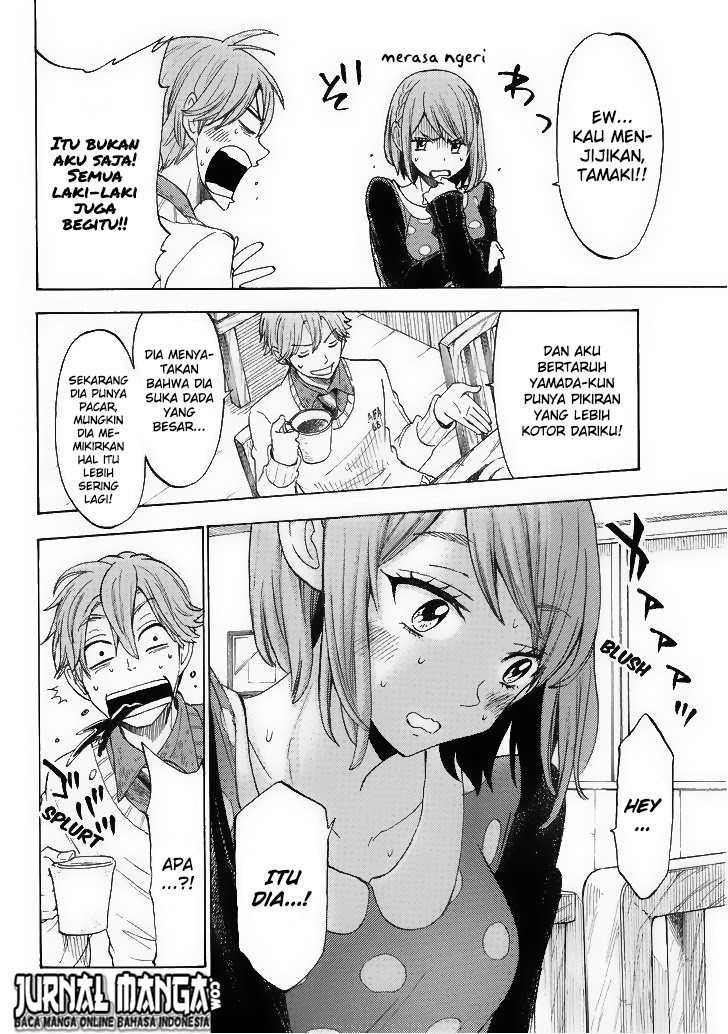 EW...
KAU MEN-
JIJIKAN,
TAMAKI!!
わっ
merasa ngeri
ぞ
ITU BUKAN
AKU SAJA!
SEMUA
LAKI-LAKI
JUGA
BEGITU!!
DAN AKU
BERTARUH
YAMADA-KUN
PUNYA PIKIRAN
YANG LEBIH
KOTOR DARIKU!
DIA MENYA-
TAKAN
BAHWA DIA
SUKA DADA
YANG
BESAR...
SEKARANG
DIA PUNYA
PACAR,
MUNGKIN
DIA ME-
MIKIRKAN
HAL ITU
LEBIH
SERING
LAGI!
BLUSH
HEY
...
ITU
DIA...!
SPLURT
APA
...?!
JURNAL MANGA.COM
BACA MANGA ONLINE BAHASA INDONESIA